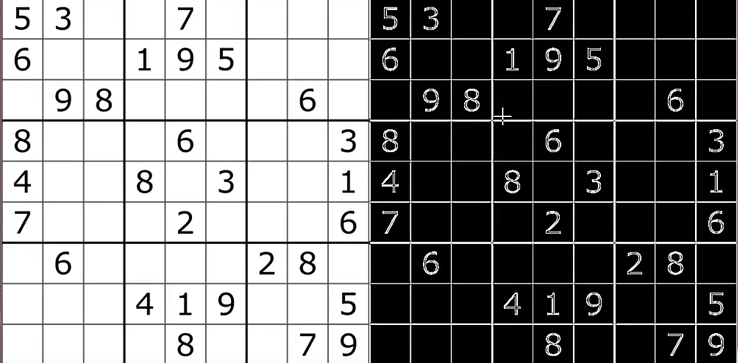 5 3 7 5 3 7
6 1 9 5 6 1 9 5
9 8 6 9 8 6
8 6 3 8 6 3
4 8 3 1 4 8 3 1
7 2 6 7 2 6
6 2 8 6 2 8
4 1 9 5 4 1 9 5
8 7 9 8 7 9